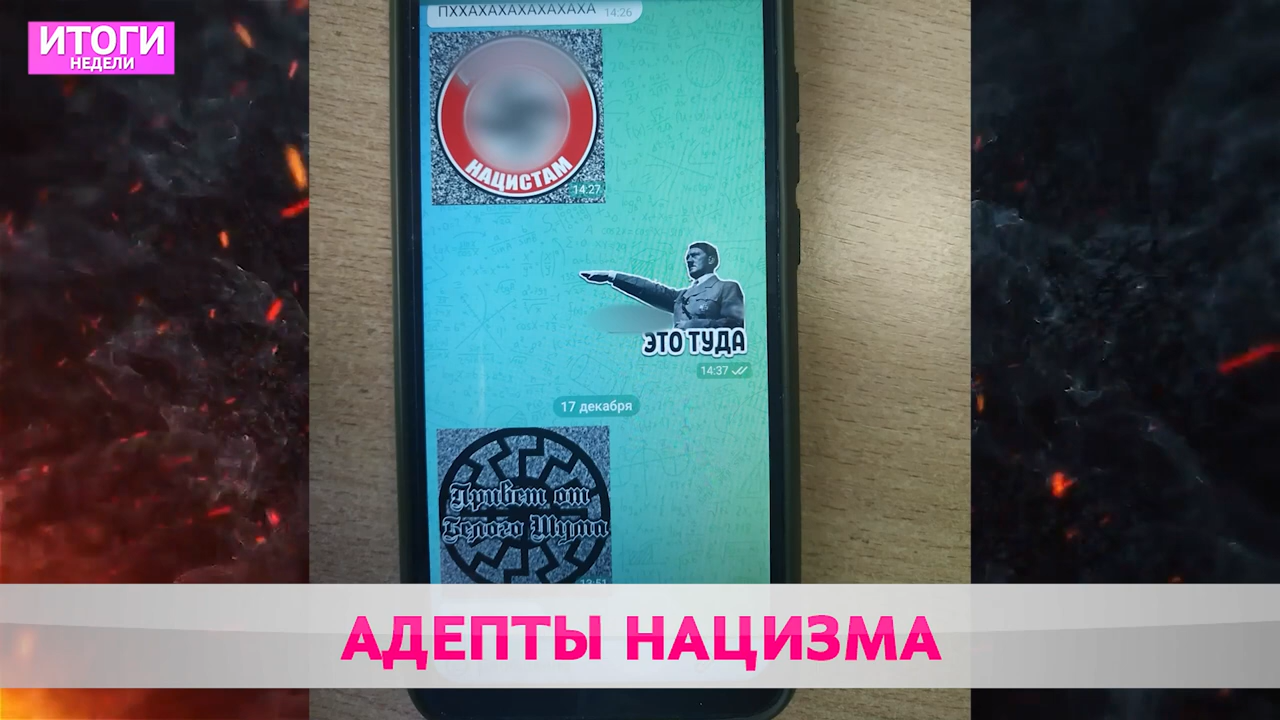 ИТОГИ
НЕДЕЛИ
ПХХАХАХАХАХАХАХА 14:26
НАЦИСТАМ
14:27
ЭТО ТУДА
14:37
17 декабря
Привет от
Белого Шума
АДЕПТЫ НАЦИЗМА